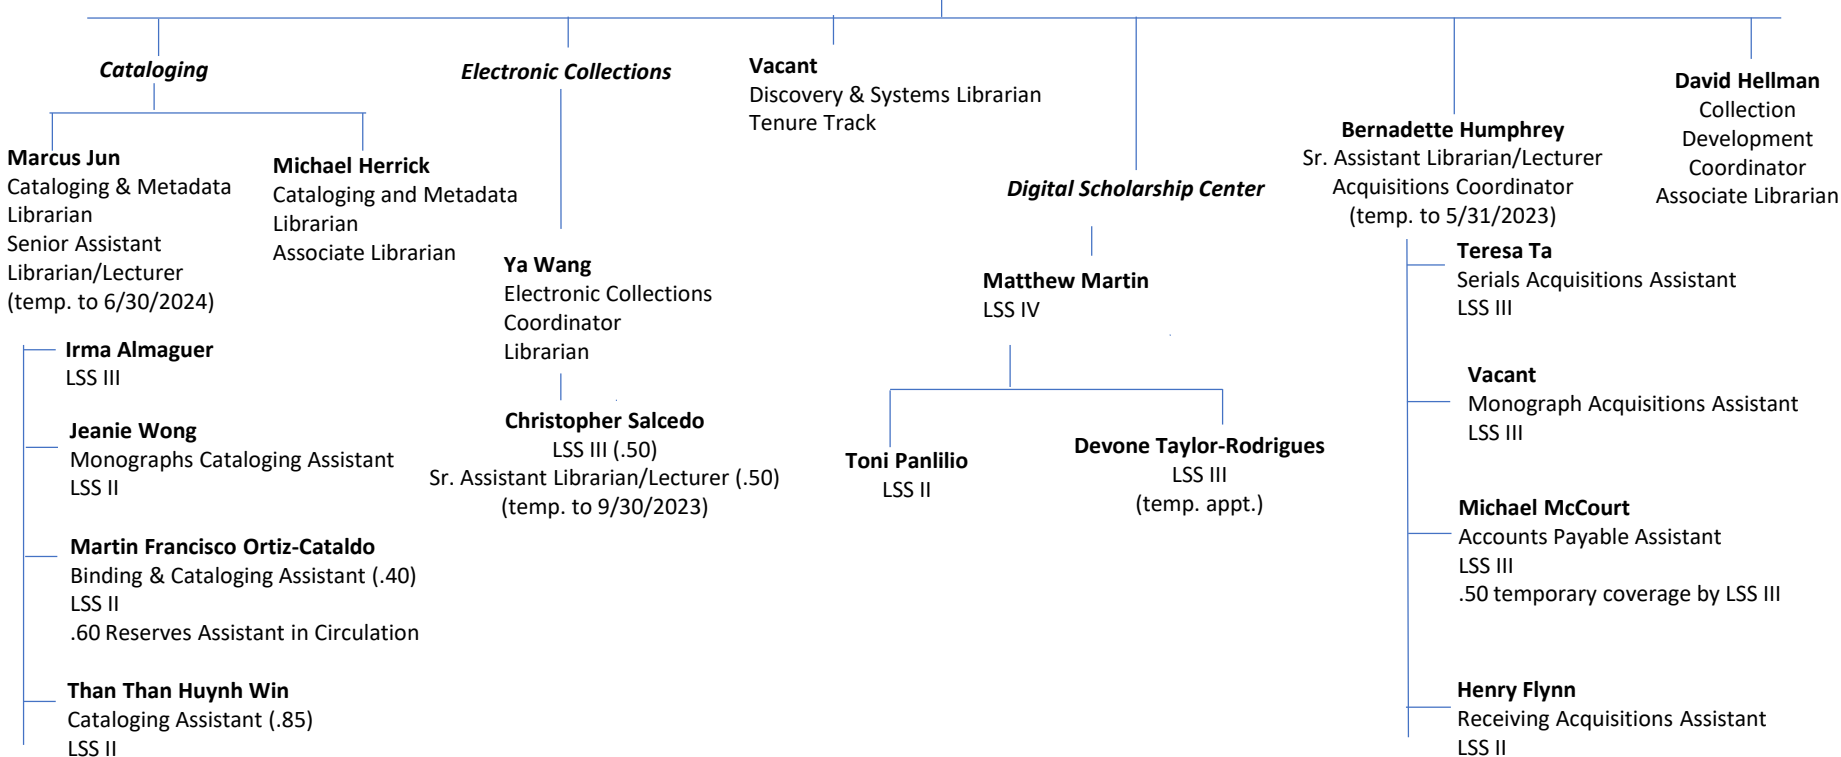 Cataloging
Marcus Jun
Cataloging & Metadata
Librarian
Senior Assistant
Librarian/Lecturer
(temp. to 6/30/2024)
Michael Herrick
Cataloging and Metadata
Librarian
Associate Librarian
Irma Almaguer
LSS III
Jeanie Wong
Monographs Cataloging Assistant
LSS II
Martin Francisco Ortiz-Cataldo
Binding & Cataloging Assistant (.40)
LSS II
.60 Reserves Assistant in Circulation
Than Than Huynh Win
Cataloging Assistant (.85)
LSS II
Electronic Collections
Ya Wang
Electronic Collections
Coordinator
Librarian
Christopher Salcedo
LSS III (.50)
Sr. Assistant Librarian/Lecturer (.50)
(temp. to 9/30/2023)
Vacant
Discovery & Systems Librarian
Tenure Track
Digital Scholarship Center
Matthew Martin
LSS IV
Toni Panlilio
LSS II
Devone Taylor-Rodrigues
LSS III
(temp. appt.)
Bernadette Humphrey
Sr. Assistant Librarian/Lecturer
Acquisitions Coordinator
(temp. to 5/31/2023)
Teresa Ta
Serials Acquisitions Assistant
LSS III
Vacant
Monograph Acquisitions Assistant
LSS III
Michael McCourt
Accounts Payable Assistant
LSS III
.50 temporary coverage by LSS III
Henry Flynn
Receiving Acquisitions Assistant
LSS II
David Hellman
Collection
Development
Coordinator
Associate Librarian